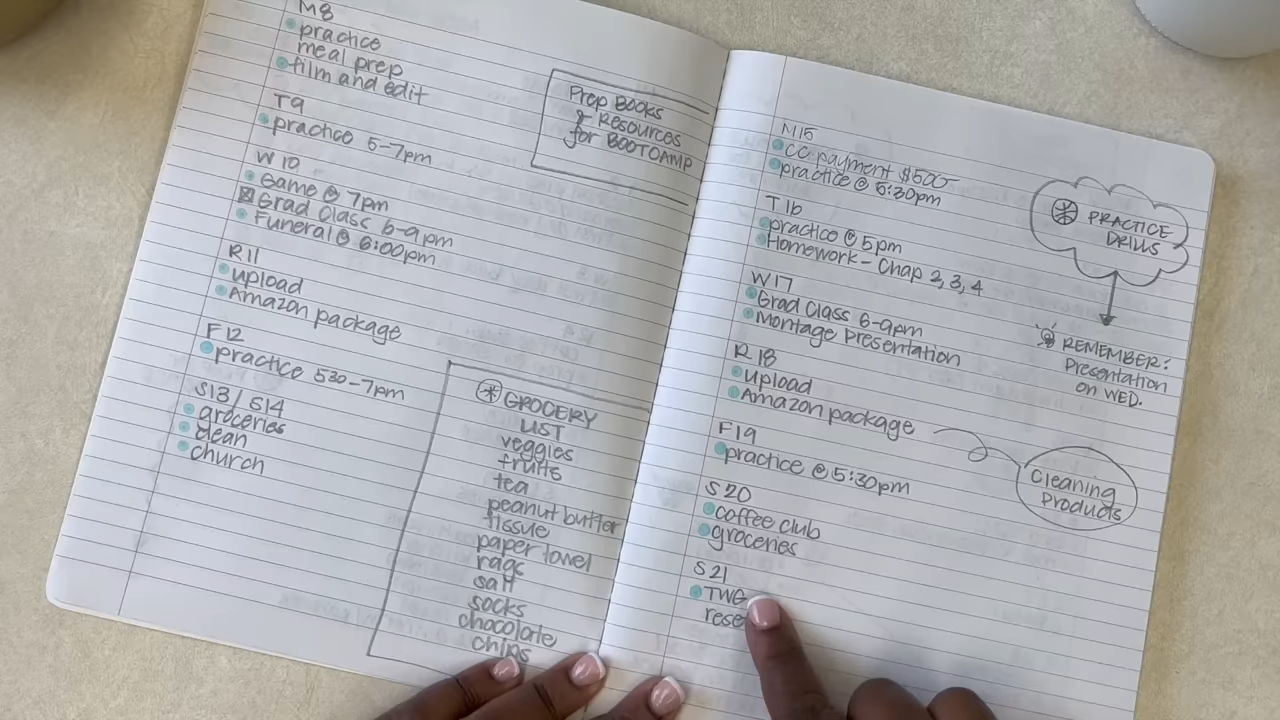 M8
practice
meal prep
film and edit
T9
practice 5-7pm
W10
Game @ 7pm
Grad Class 6-9pm
Funeral @ 6:00pm
R11
upload
Amazon package
F12
practice 530-7pm
S13/S14
groceries
clean
church
Prep Books
& Resources
for BOOTCAMP
GROCERY
LIST
veggies
fruits
tea
peanut butter
tissue
paper towel
rags
salt
socks
chocolate
chips
M15
CC payment $500-
practice @ 5:30pm
T16
practice @ 5pm
Homework - Chap 2, 3, 4
W17
Grad Class 6-9pm
Montage Presentation
R18
upload
Amazon package
F19
practice @ 5:30pm
S20
coffee club
groceries
S21
TWG
PRACTICE
DRILLS
REMEMBER:
Presentation
on WED.
Cleaning
Products